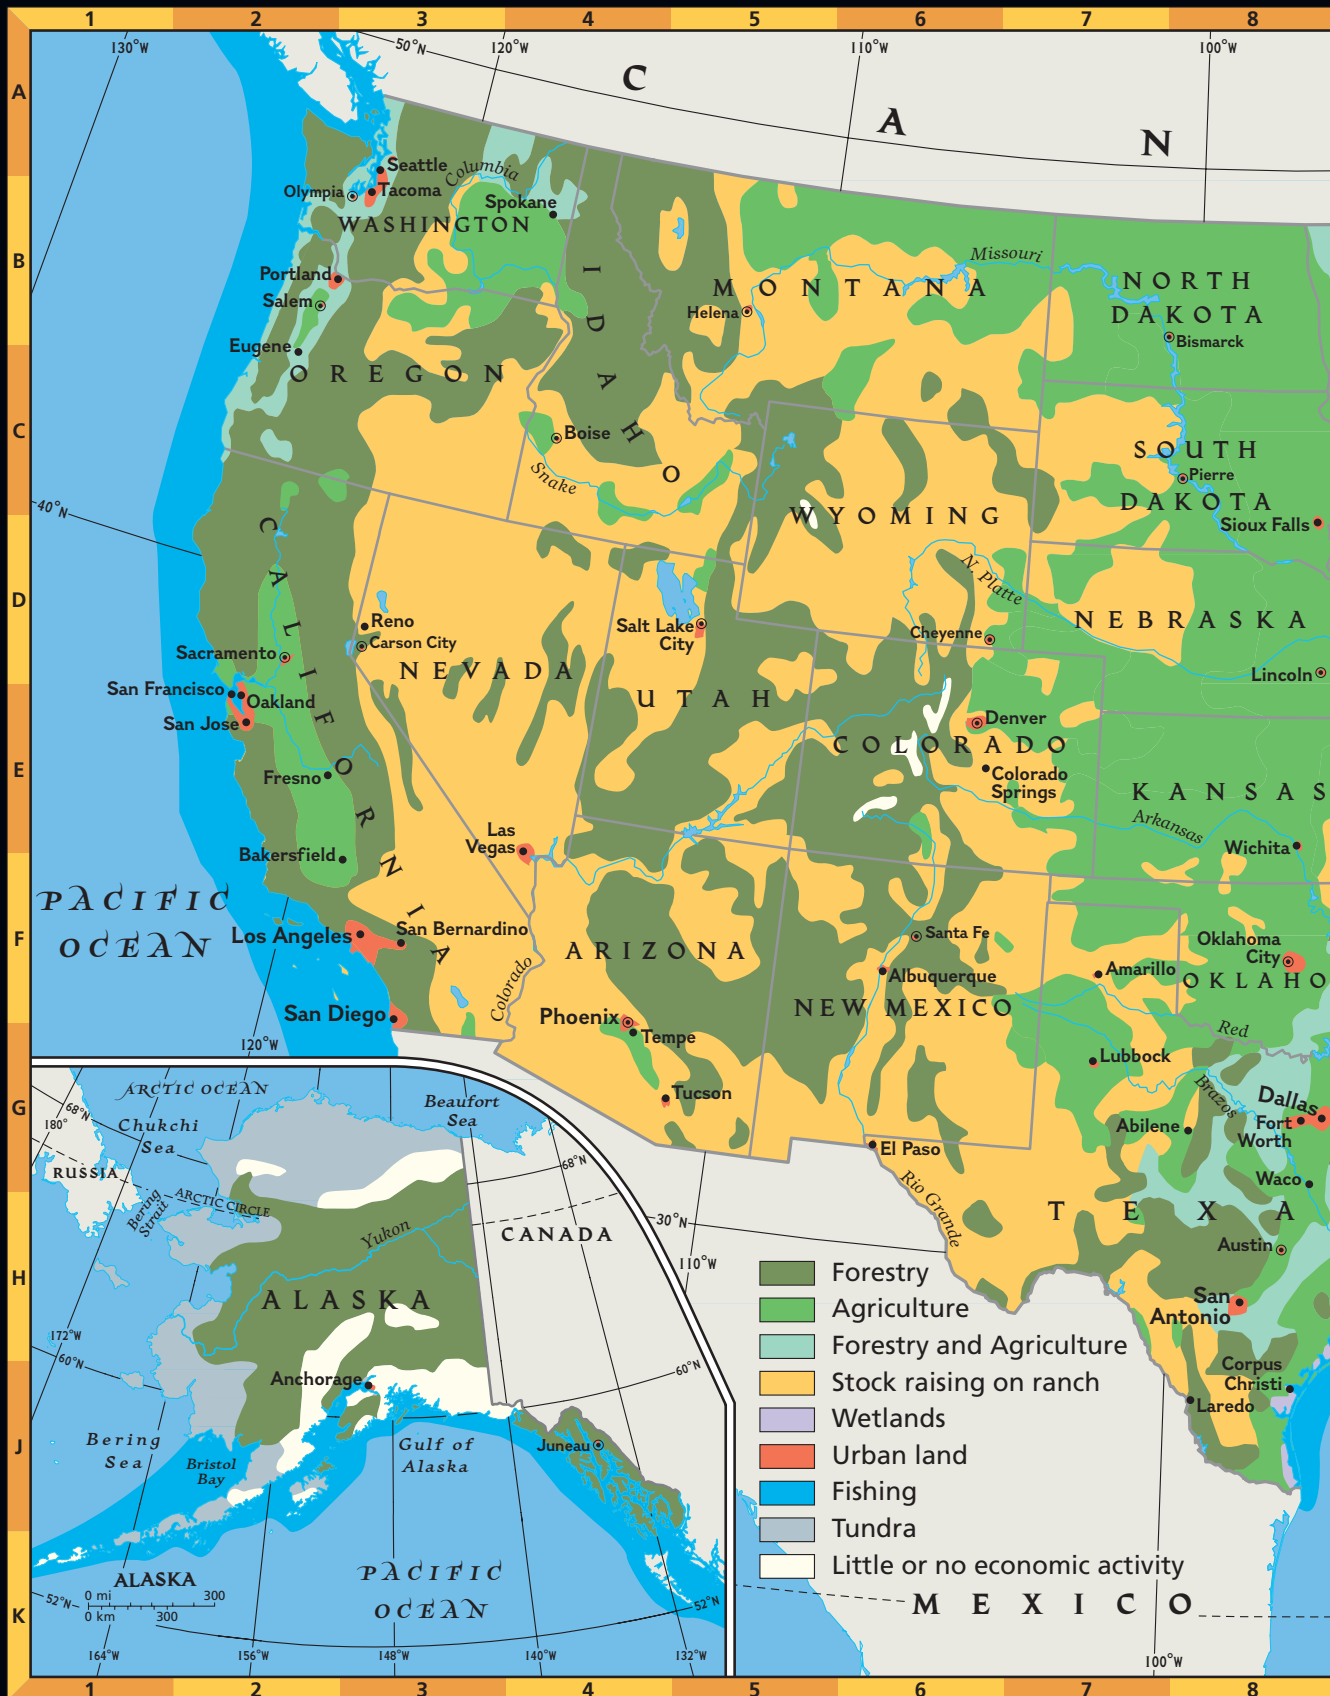 1 2 3 4 5 6 7 8
130°W
50°N
120°W
110°W
100°W
A
C
A
N
Seattle
Columbia
Olympia
Tacoma
Spokane
WASHINGTON
B
Portland
Salem
Eugene
OREGON
IDAHO
MONTANA
Missouri
Helena
NORTH
DAKOTA
Bismarck
C
Boise
Snake
WYOMING
SOUTH
DAKOTA
Pierre
Sioux Falls
40°N
D
CALIFORNIA
Reno
Carson City
Sacramento
NEVADA
Salt Lake
City
UTAH
N. Platte
Cheyenne
NEBRASKA
Lincoln
San Francisco
Oakland
San Jose
E
Fresno
Bakersfield
Las
Vegas
COLORADO
Denver
Colorado
Springs
KANSAS
Arkansas
Wichita
PACIFIC
OCEAN
F
Los Angeles
San Bernardino
San Diego
Colorado
ARIZONA
Phoenix
Tempe
Tucson
Santa Fe
Albuquerque
NEW MEXICO
Amarillo
Oklahoma
City
OKLAHO
Red
Lubbock
120°W
G
Brazos
Dallas
Fort
Worth
Abilene
Waco
El Paso
Rio Grande
TEXA
Austin
San
Antonio
Corpus
Christi
Laredo
30°N
110°W
ARCTIC OCEAN
Beaufort
Sea
68°N
180°
Chukchi
Sea
RUSSIA
Bering
Strait
ARCTIC CIRCLE
68°N
Yukon
CANADA
H
ALASKA
172°W
60°N
60°N
Anchorage
J
Bering
Sea
Bristol
Bay
Gulf of
Alaska
Juneau
Forestry
Agriculture
Forestry and Agriculture
Stock raising on ranch
Wetlands
Urban land
Fishing
Tundra
Little or no economic activity
ALASKA
0 mi 300
0 km 300
52°N
K
PACIFIC
OCEAN
52°N
MEXICO
164°W
156°W
148°W
140°W
132°W
100°W
1 2 3 4 5 6 7 8